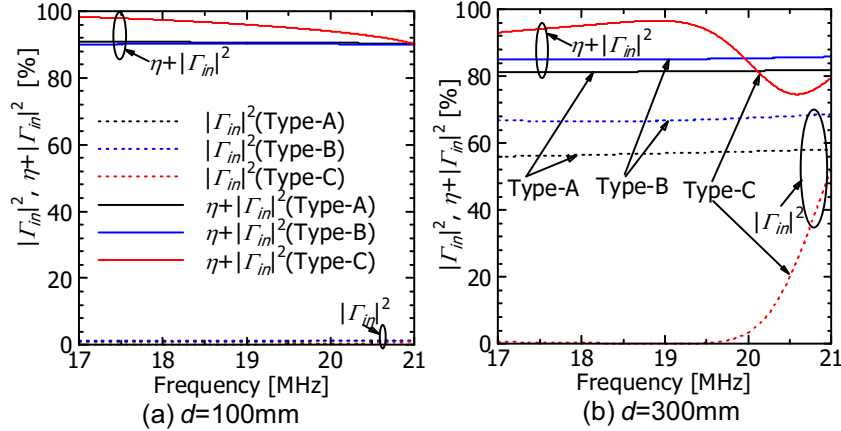 |Γin|^2, η+|Γin|^2 [%]
100
80
60
40
20
0
η+|Γin|^2
|Γin|^2(Type-A)
|Γin|^2(Type-B)
|Γin|^2(Type-C)
η+|Γin|^2(Type-A)
η+|Γin|^2(Type-B)
η+|Γin|^2(Type-C)
|Γin|^2
17 18 19 20 21
Frequency [MHz]
(a) d=100mm
|Γin|^2, η+|Γin|^2 [%]
100
80
60
40
20
0
η+|Γin|^2
Type-A Type-B Type-C
|Γin|^2
17 18 19 20 21
Frequency [MHz]
(b) d=300mm